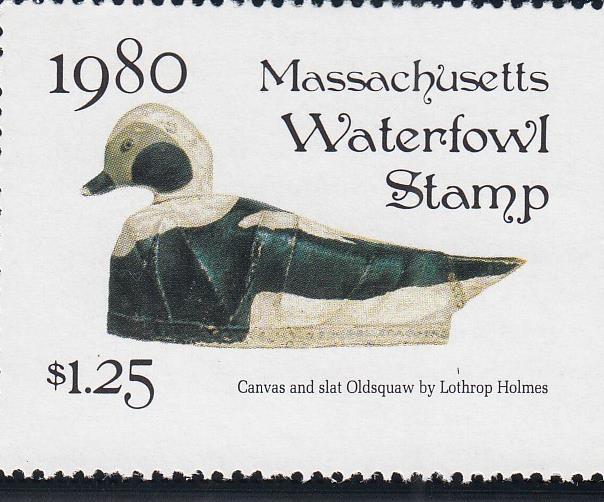 1980
Massachusetts
Waterfowl
Stamp
$1.25
Canvas and slat Oldsquaw by Lothrop Holmes